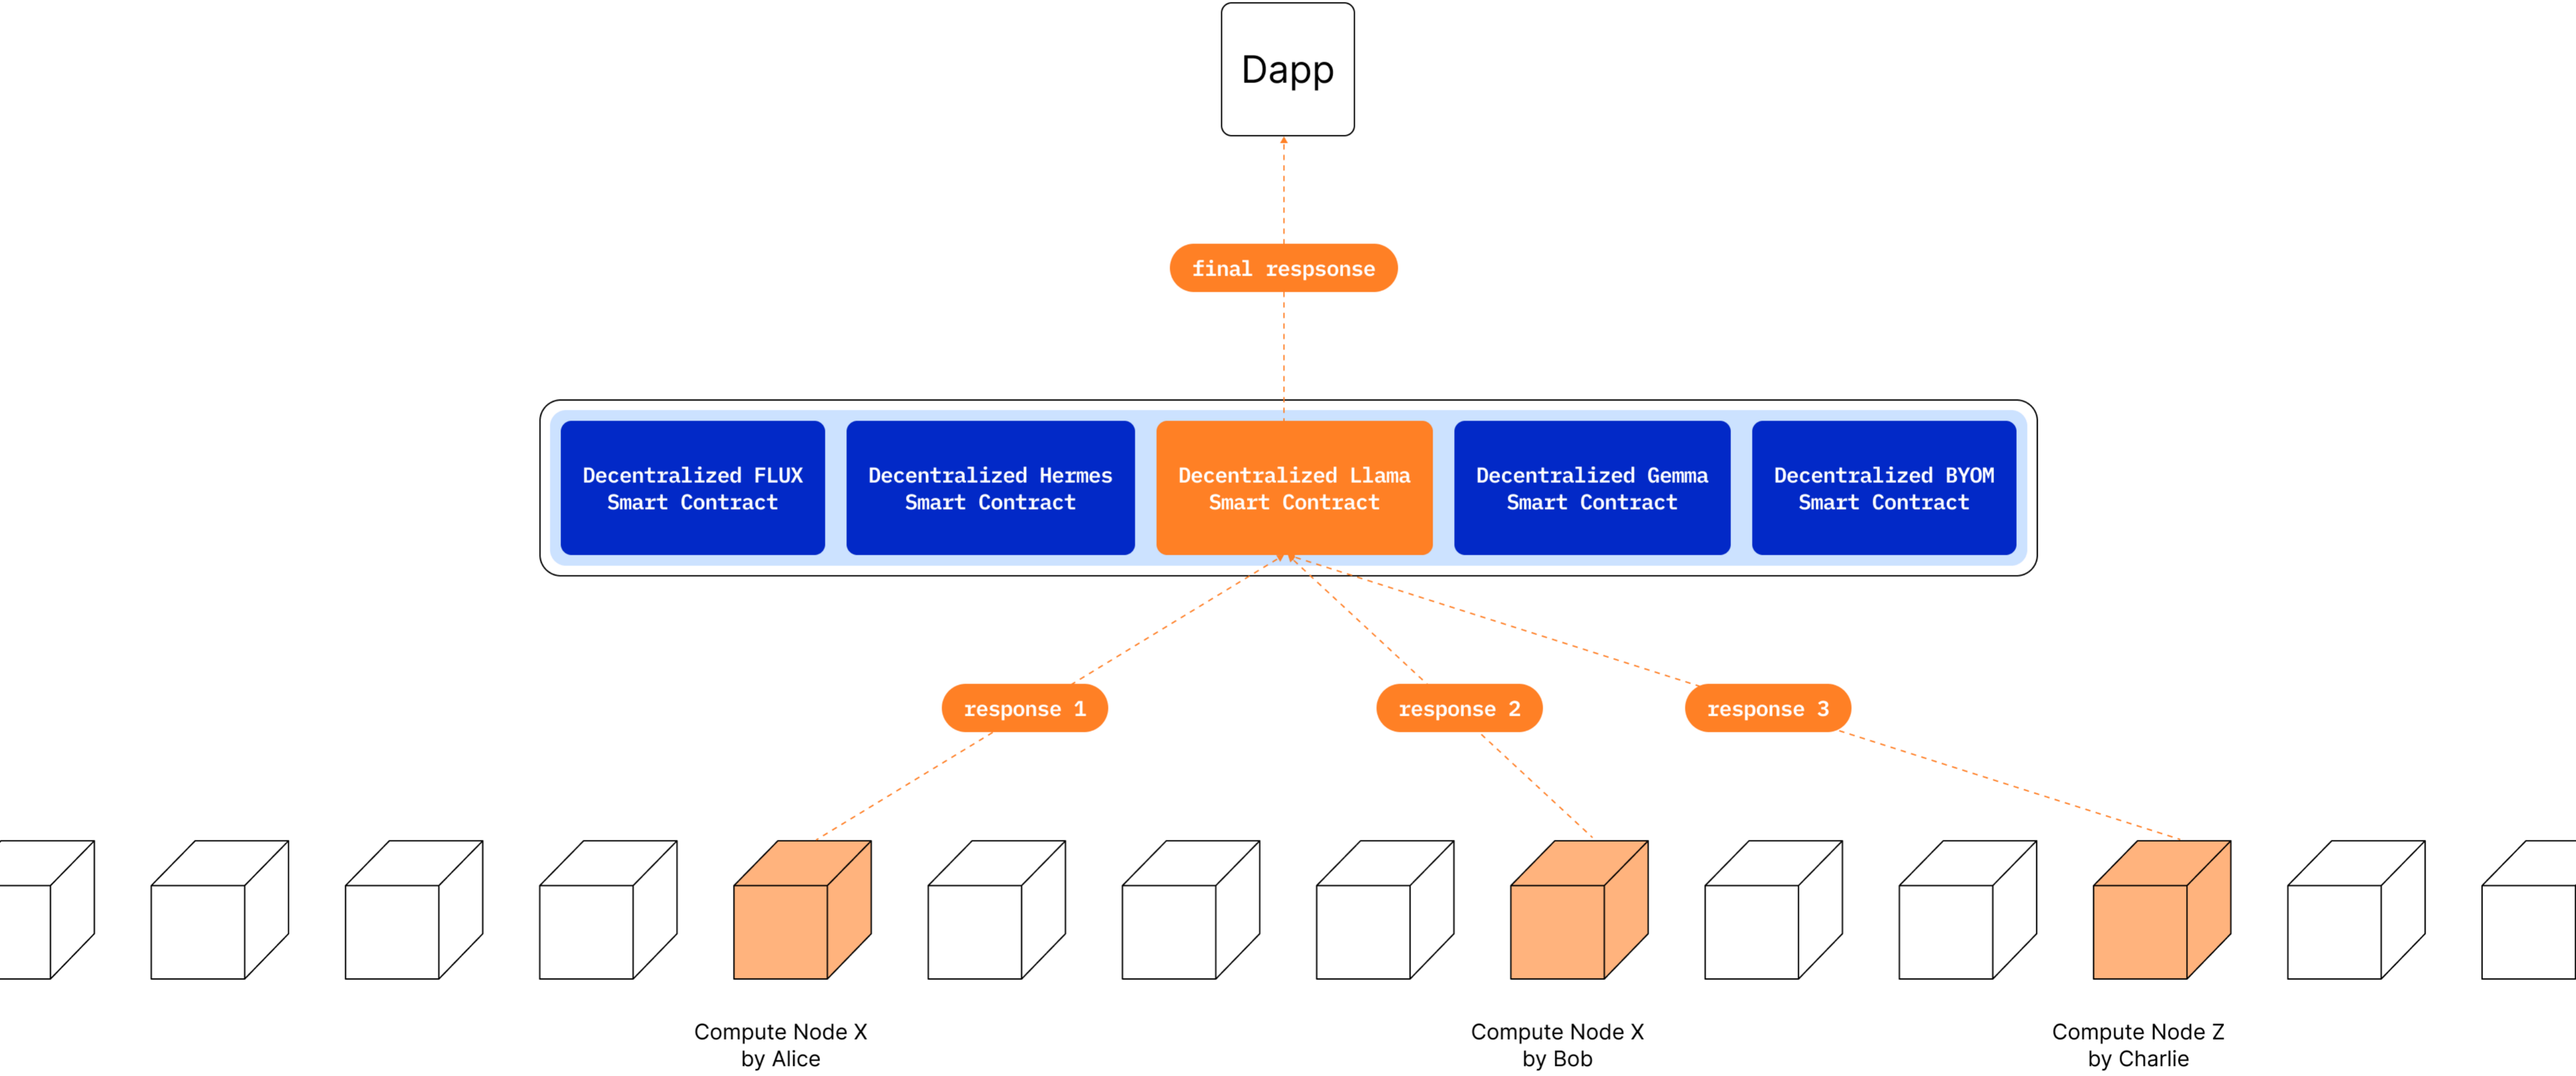 Dapp
final respsonse
Decentralized FLUX
Smart Contract
Decentralized Hermes
Smart Contract
Decentralized Llama
Smart Contract
Decentralized Gemma
Smart Contract
Decentralized BYOM
Smart Contract
response 1
response 2
response 3
Compute Node X
by Alice
Compute Node X
by Bob
Compute Node Z
by Charlie